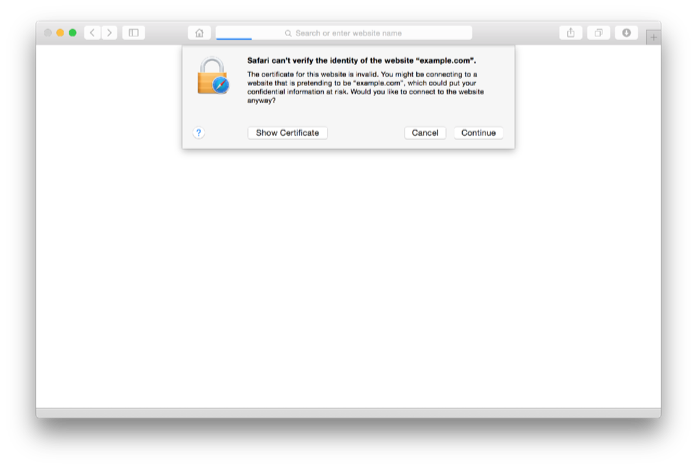 Search or enter website name
Safari can't verify the identity of the website "example.com".
The certificate for this website is invalid. You might be connecting to a
website that is pretending to be "example.com", which could put your
confidential information at risk. Would you like to connect to the website
anyway?
? Show Certificate Cancel Continue